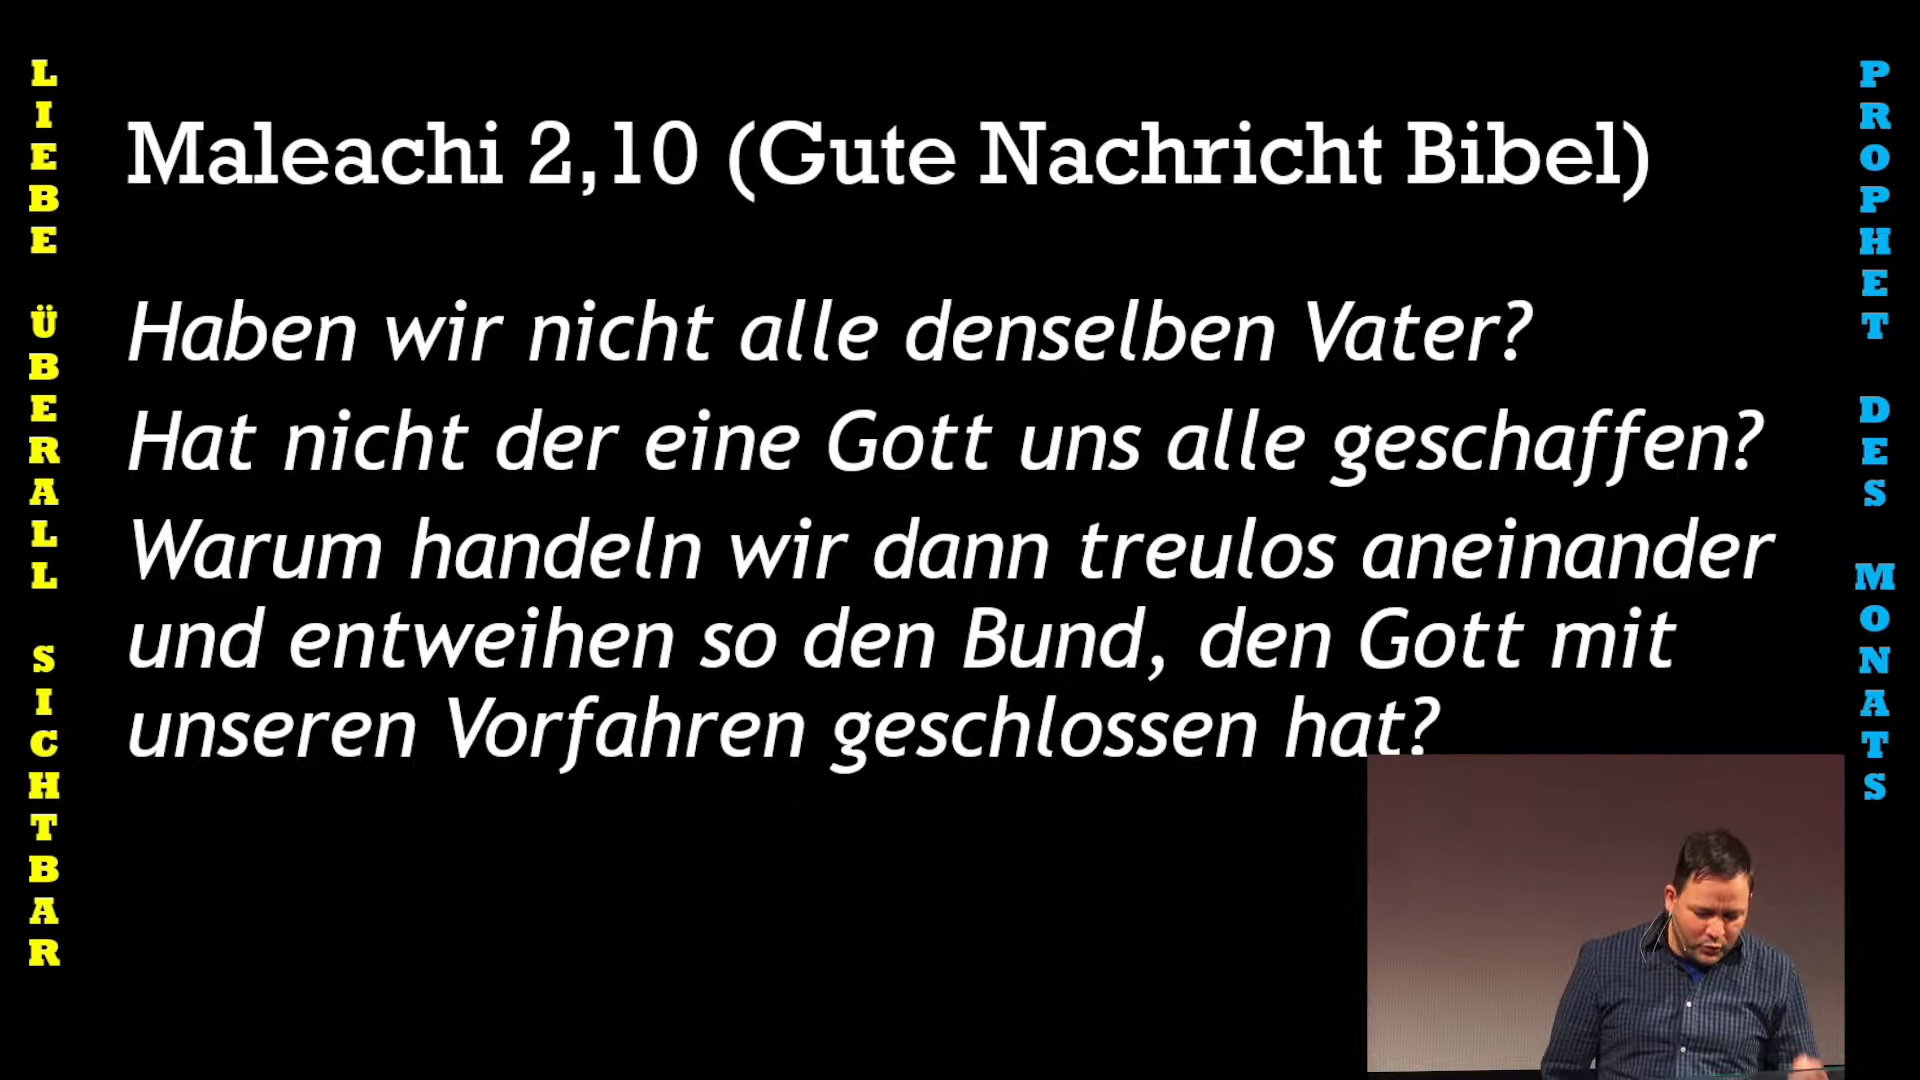 LIEBE ÜBERALL SICHTBAR
Maleachi 2,10 (Gute Nachricht Bibel)
Haben wir nicht alle denselben Vater?
Hat nicht der eine Gott uns alle geschaffen?
Warum handeln wir dann treulos aneinander
und entweihen so den Bund, den Gott mit
unseren Vorfahren geschlossen hat?
PROPHET DES MONATS